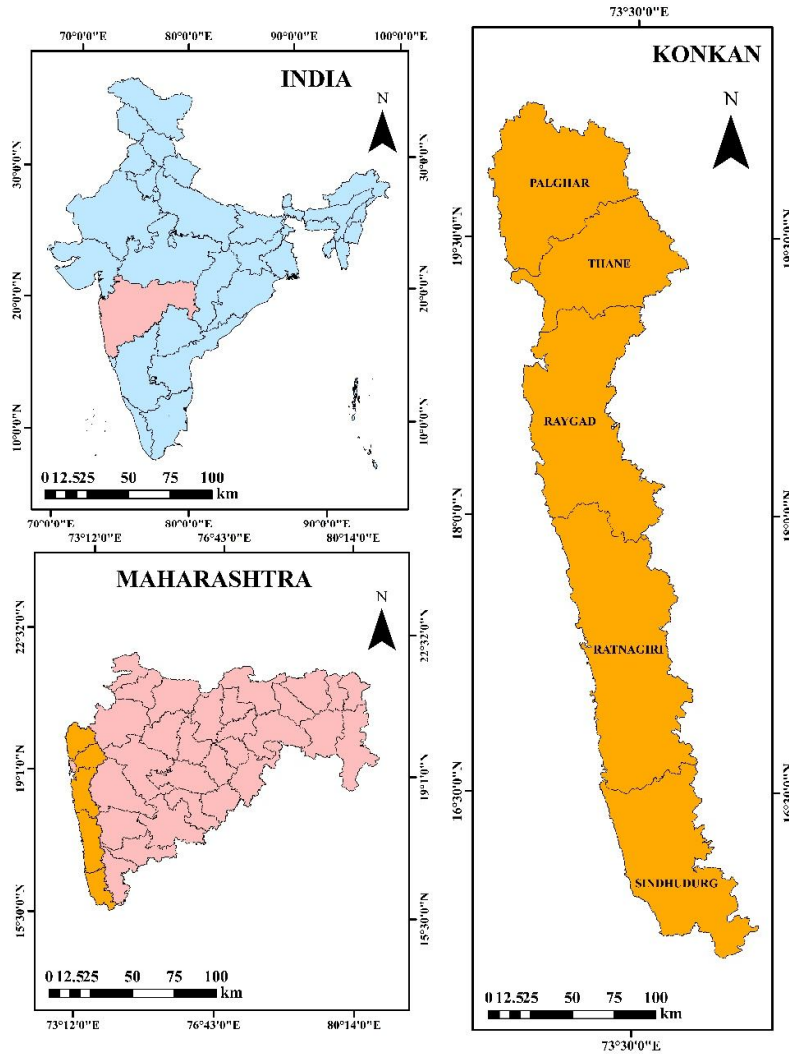 70°0'0"E 80°0'0"E 90°0'0"E 100°0'0"E
INDIA
N
30°0'0"N 30°0'0"N
20°0'0"N 20°0'0"N
10°0'0"N 10°0'0"N
0 12.525 50 75 100
km
70°0'0"E 80°0'0"E 90°0'0"E
73°12'0"E 76°43'0"E 80°14'0"E
MAHARASHTRA
N
22°32'0"N 22°32'0"N
19°1'0"N 19°1'0"N
15°30'0"N 15°30'0"N
0 12.525 50 75 100
km
73°12'0"E 76°43'0"E 80°14'0"E
73°30'0"E
KONKAN
N
PALGHAR
19°30'0"N 19°30'0"N
THANE
RAYGAD
18°0'0"N 18°0'0"N
RATNAGIRI
16°30'0"N 16°30'0"N
SINDHUDURG
0 12.525 50 75 100
km
73°30'0"E